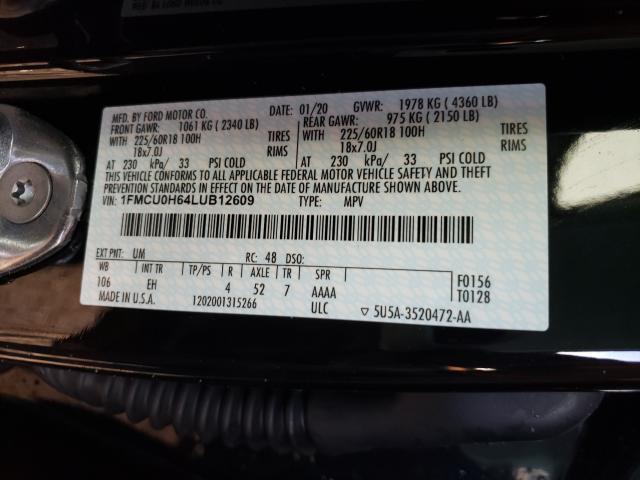 MFD. BY FORD MOTOR CO. DATE: 01/20 GVWR: 1978 KG ( 4360 LB)
FRONT GAWR: 1061 KG ( 2340 LB) REAR GAWR: 975 KG ( 2150 LB)
WITH 225/60R18 100H TIRES WITH 225/60R18 100H TIRES
18x7.0J RIMS 18x7.0J RIMS
AT 230 kPa/ 33 PSI COLD AT 230 kPa/ 33 PSI COLD
THIS VEHICLE CONFORMS TO ALL APPLICABLE FEDERAL MOTOR VEHICLE SAFETY AND THEFT
PREVENTION STANDARDS IN EFFECT ON THE DATE OF MANUFACTURE SHOWN ABOVE.
VIN: 1FMCU0H64LUB12609 TYPE: MPV
EXT PNT: UM RC: 48 DSO:
WB INT TR TP/PS R AXLE TR SPR
106 EH 4 52 7 AAAA
F0156
T0128
MADE IN U.S.A. 1202001315266 ULC ▽ 5U5A-3520472-AA